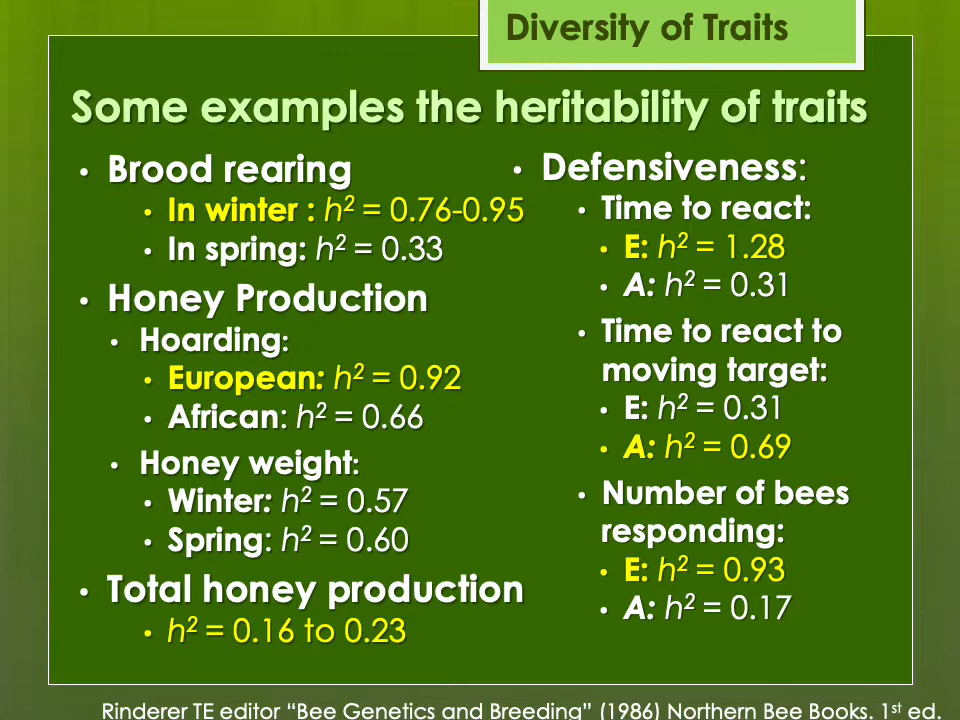 Diversity of Traits
Some examples the heritability of traits
• Brood rearing
• In winter : h² = 0.76-0.95
• In spring: h² = 0.33
• Honey Production
• Hoarding:
• European: h² = 0.92
• African: h² = 0.66
• Honey weight:
• Winter: h² = 0.57
• Spring: h² = 0.60
• Total honey production
• h² = 0.16 to 0.23
• Defensiveness:
• Time to react:
• E: h² = 1.28
• A: h² = 0.31
• Time to react to
moving target:
• E: h² = 0.31
• A: h² = 0.69
• Number of bees
responding:
• E: h² = 0.93
• A: h² = 0.17
Rinderer TE editor “Bee Genetics and Breeding” (1986) Northern Bee Books. 1st ed.